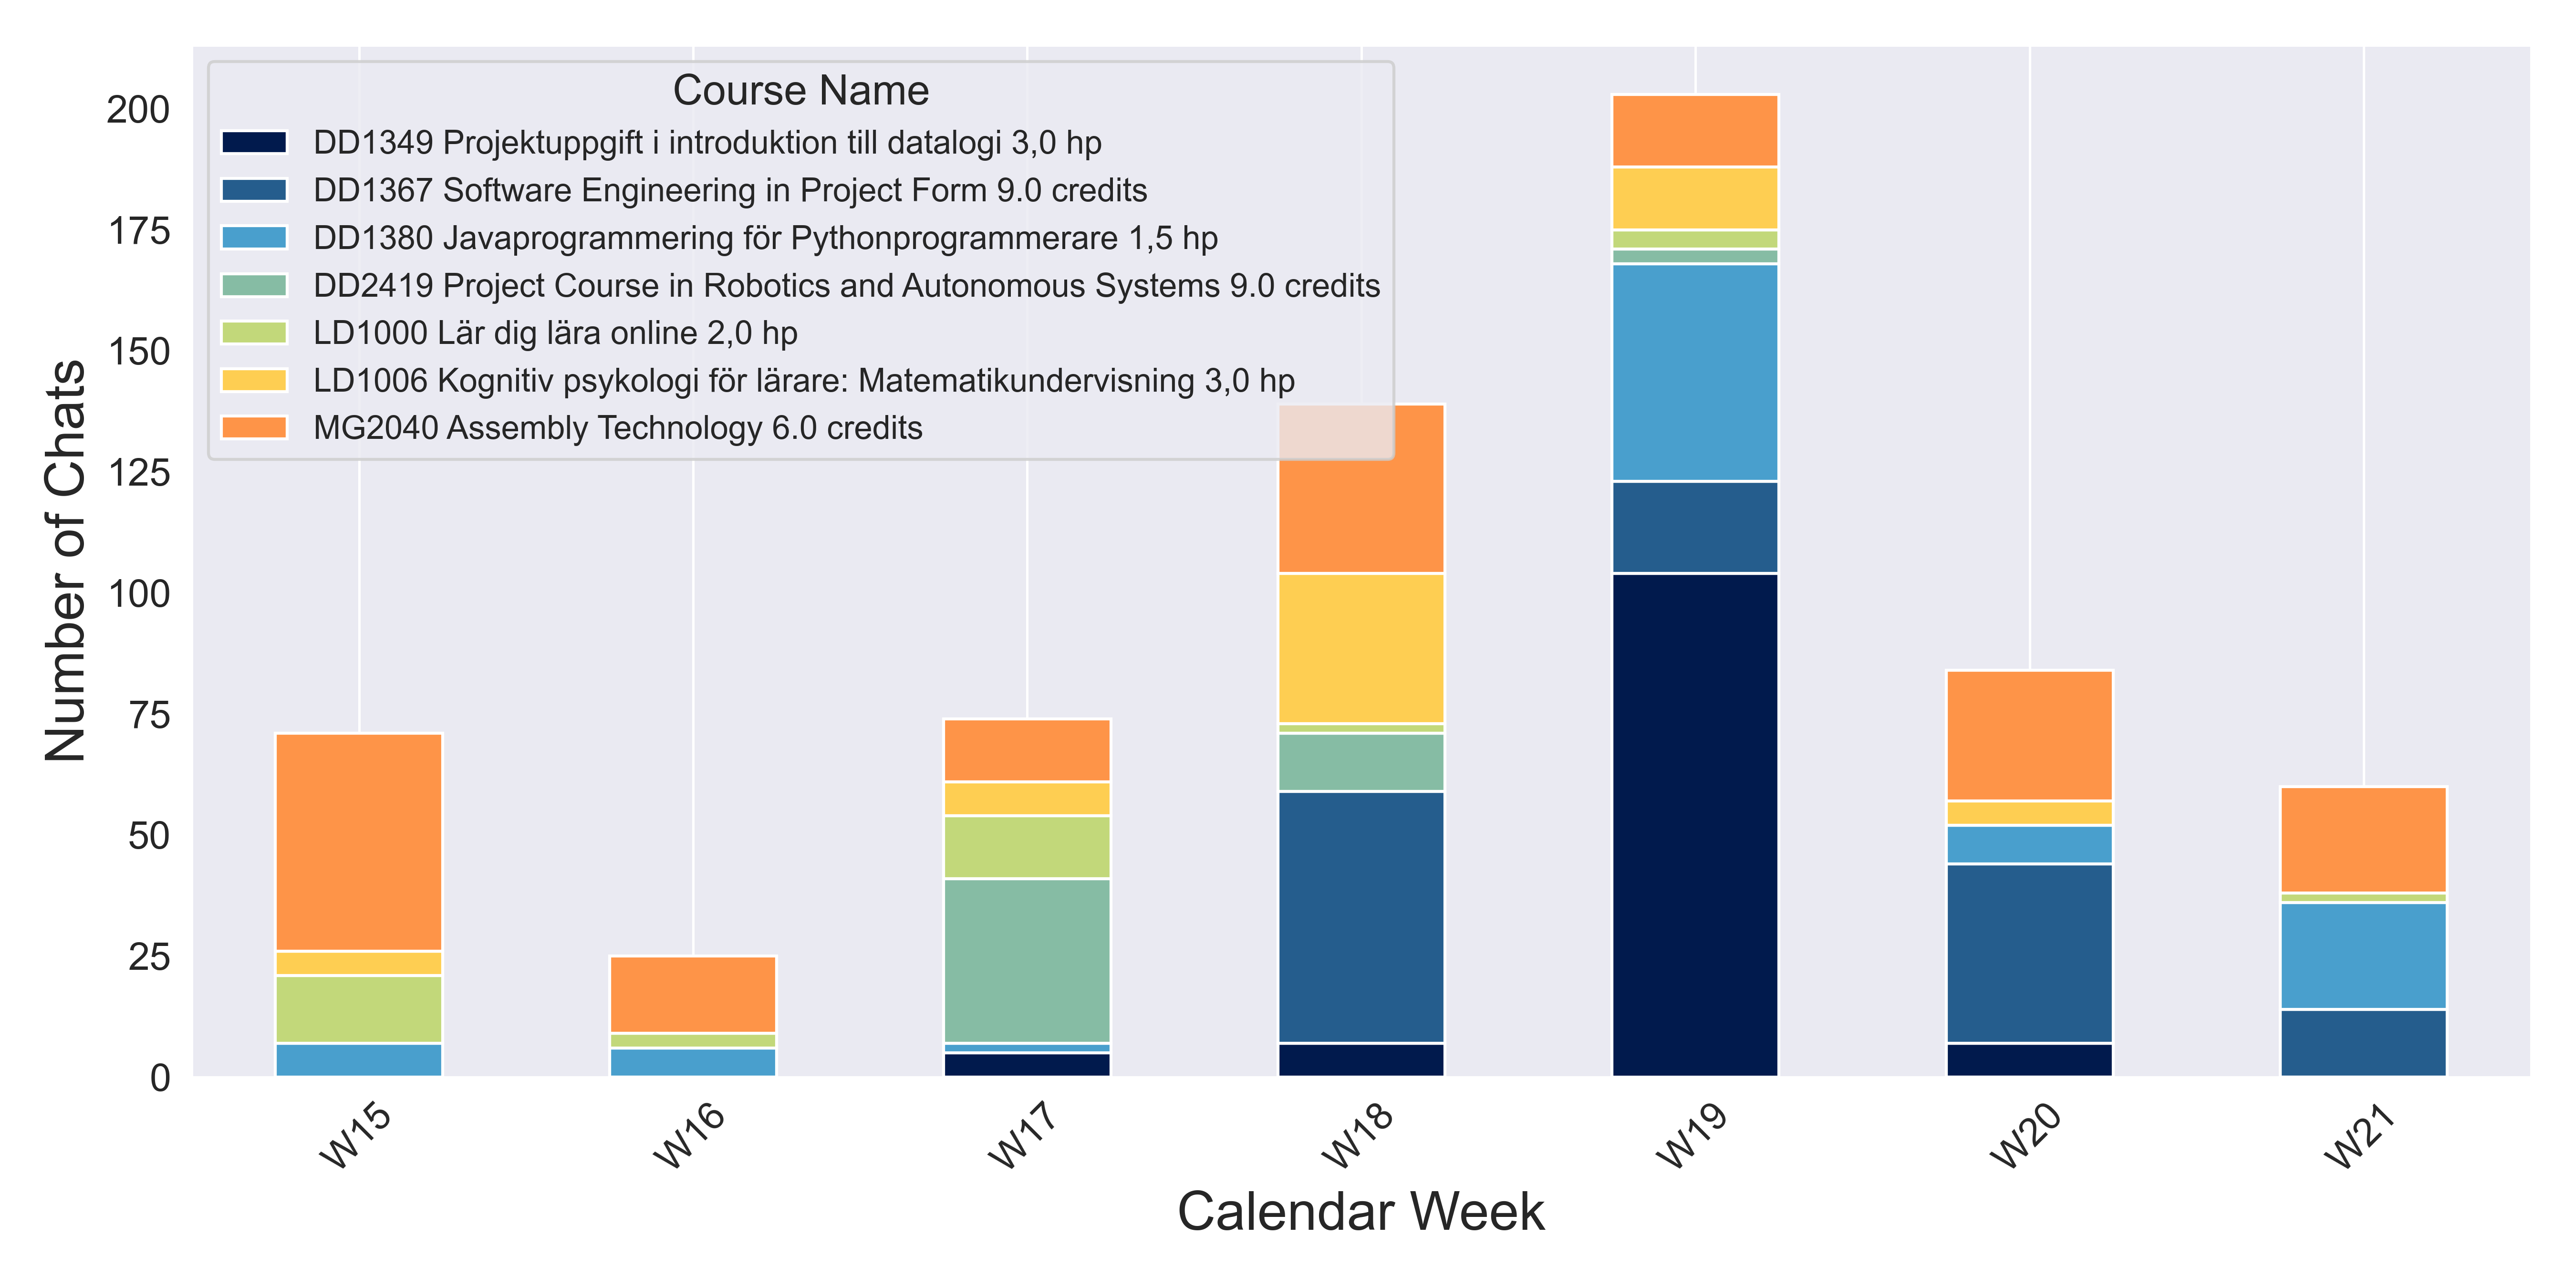 Course Name
DD1349 Projektuppgift i introduktion till datalogi 3,0 hp
DD1367 Software Engineering in Project Form 9.0 credits
DD1380 Javaprogrammering för Pythonprogrammerare 1,5 hp
DD2419 Project Course in Robotics and Autonomous Systems 9.0 credits
LD1000 Lär dig lära online 2,0 hp
LD1006 Kognitiv psykologi för lärare: Matematikundervisning 3,0 hp
MG2040 Assembly Technology 6.0 credits
Number of Chats
200
175
150
125
100
75
50
25
0
W15
W16
W17
W18
W19
W20
W21
Calendar Week